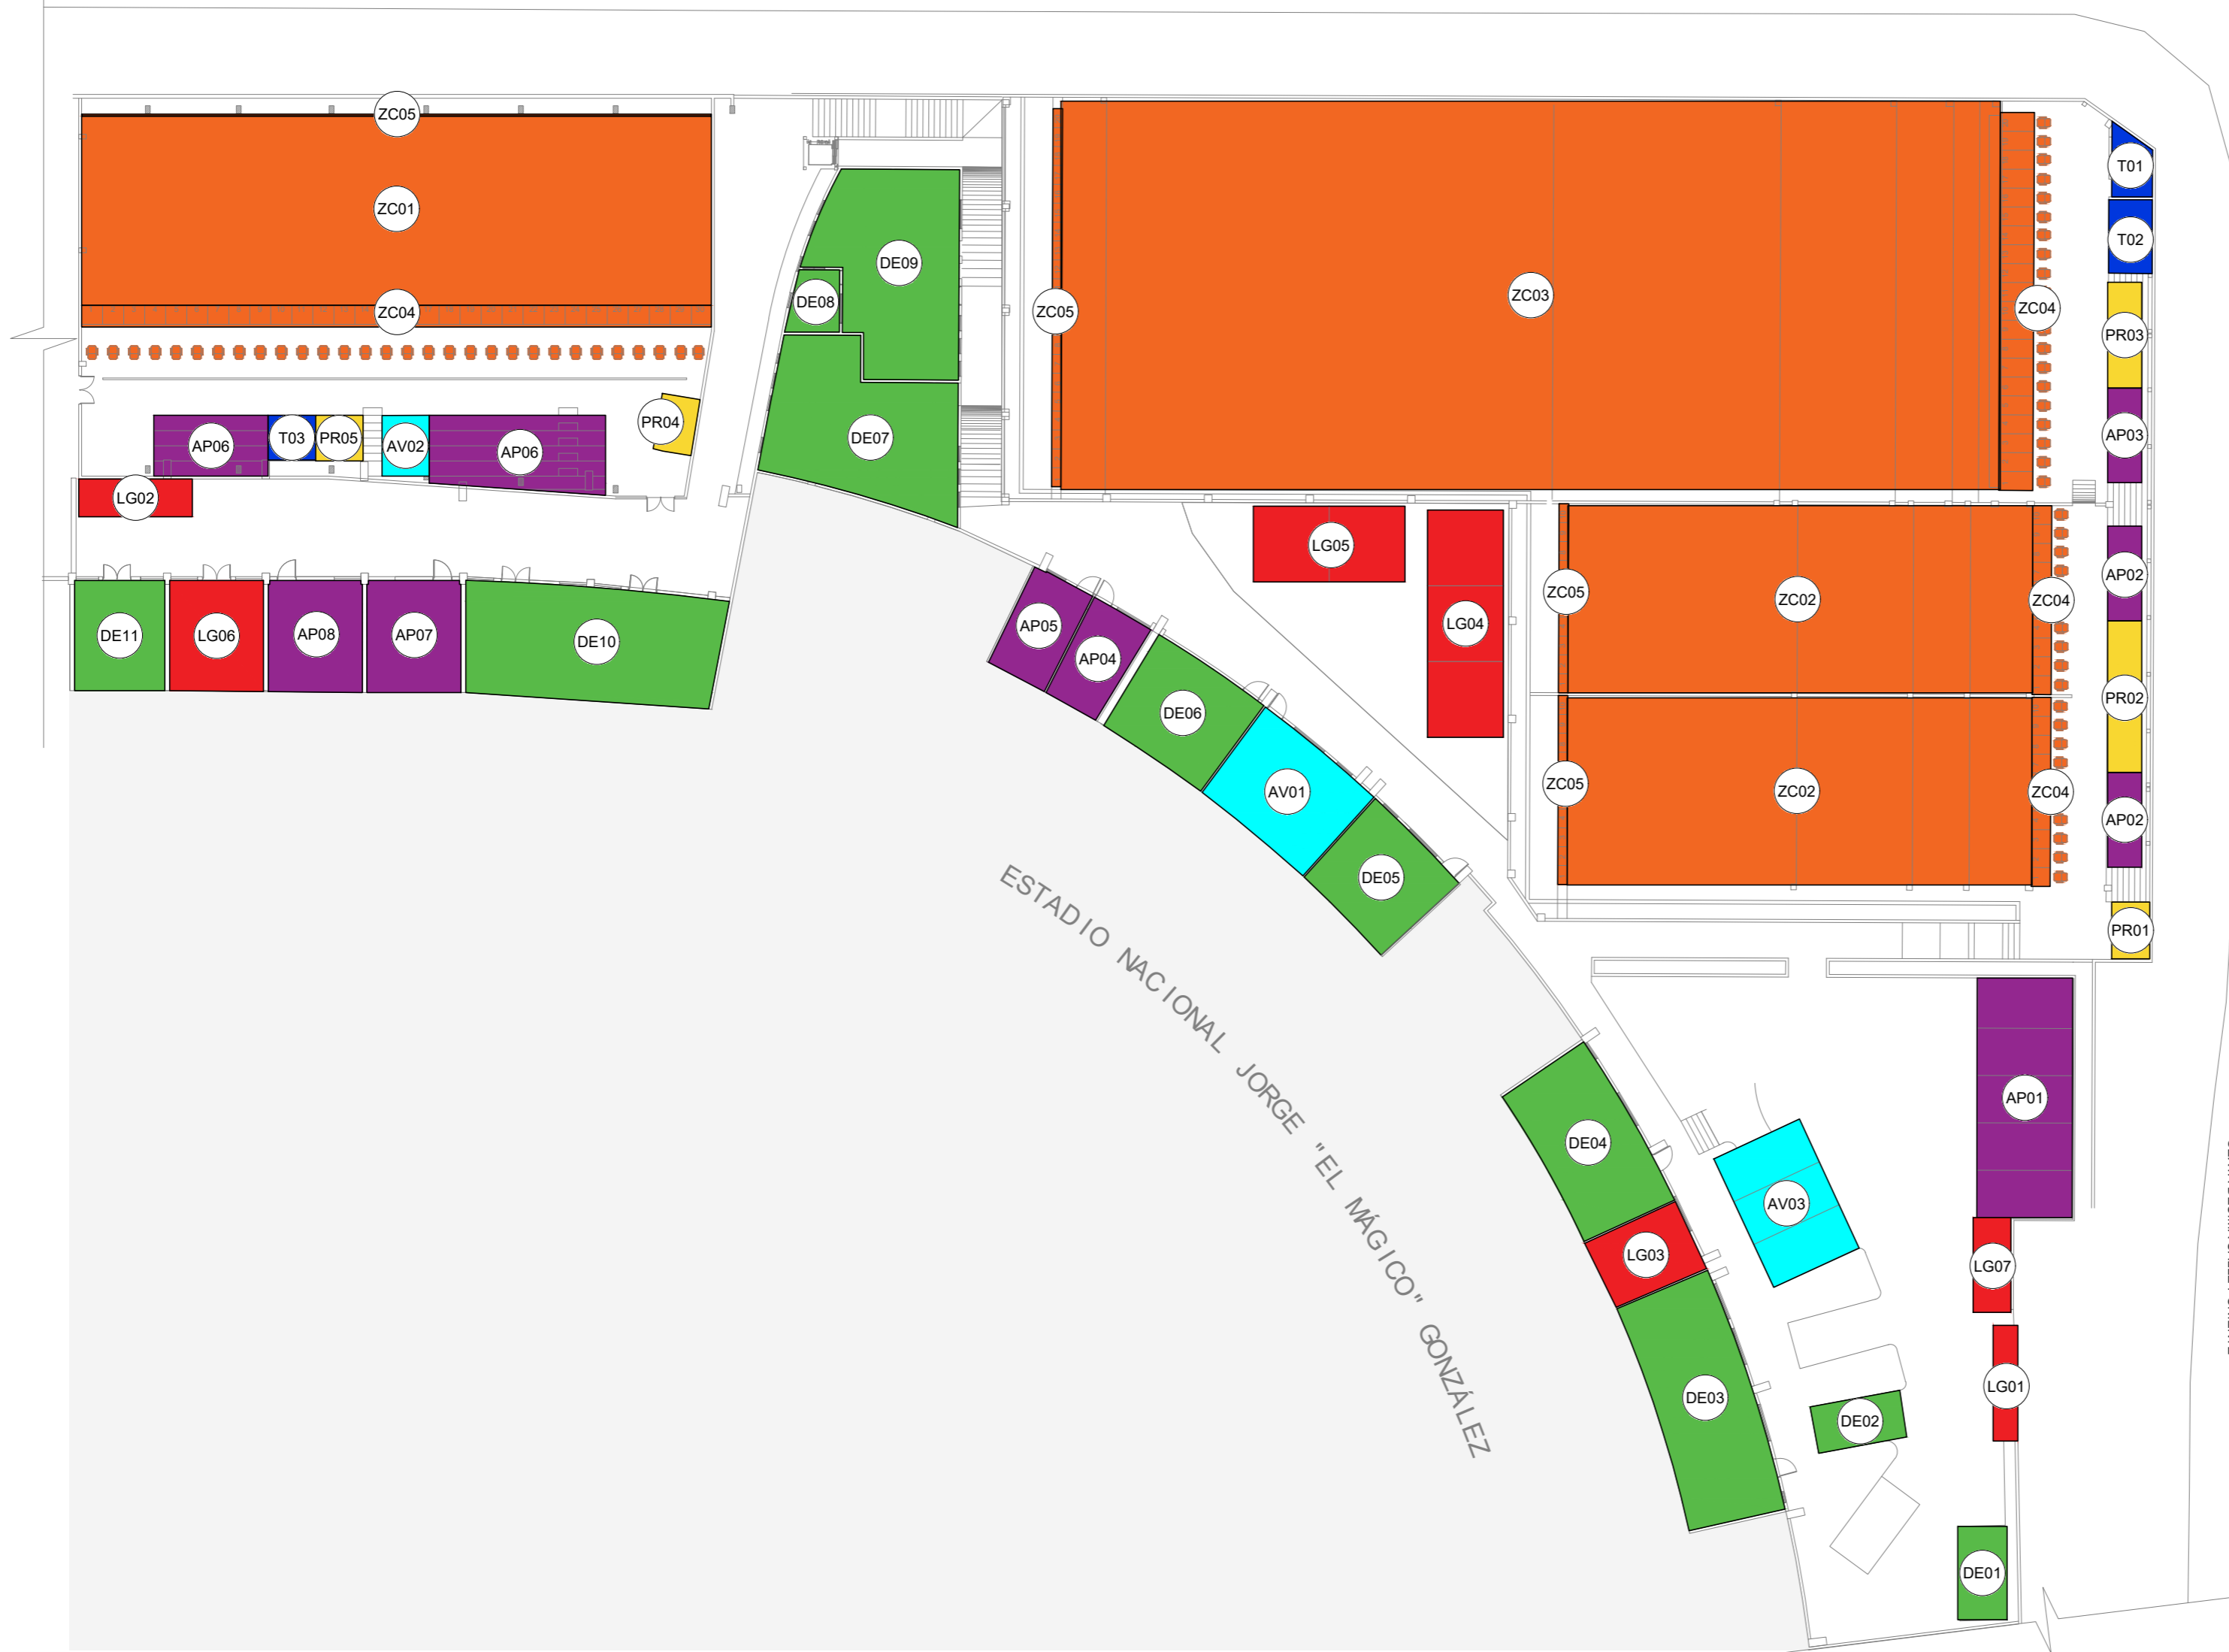 ZC05
ZC01
ZC04
AP06
T03
PR05
AV02
AP06
PR04
LG02
DE11
LG06
AP08
AP07
DE10
DE09
DE08
DE07
ZC05
ZC03
ZC04
T01
T02
PR03
AP03
AP02
PR02
AP02
PR01
LG05
LG04
ZC05
ZC02
ZC04
ZC05
ZC02
ZC04
AP05
AP04
DE06
AV01
DE05
ESTADIO NACIONAL JORGE "EL MÁGICO" GONZÁLEZ
DE04
LG03
DE03
AV03
AP01
LG07
LG01
DE02
DE01